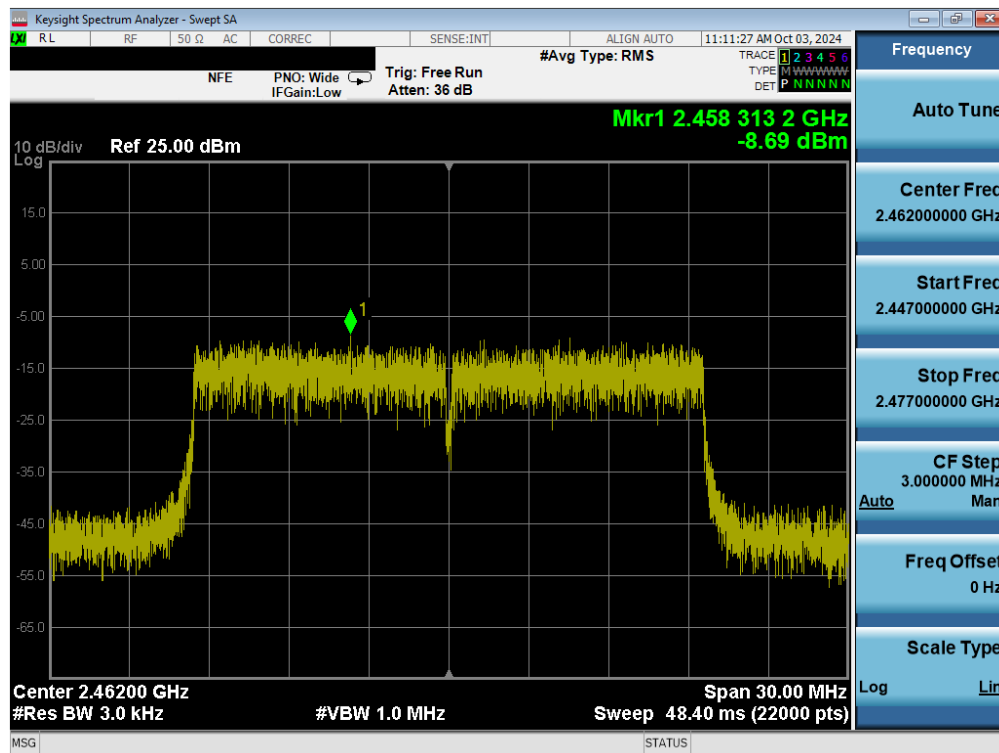 Keysight Spectrum Analyzer - Swept SA
LXI RL RF 50 Ω AC CORREC SENSE:INT ALIGN AUTO 11:11:27 AM Oct 03, 2024
#Avg Type: RMS TRACE 1 2 3 4 5 6
NFE PNO: Wide Trig: Free Run TYPE M WWWWW
IFGain:Low Atten: 36 dB DET P N N N N N
Mkr1 2.458 313 2 GHz
-8.69 dBm
10 dB/div Ref 25.00 dBm
Log
15.0
5.00
1
-5.00
-15.0
-25.0
-35.0
-45.0
-55.0
-65.0
Center 2.46200 GHz Span 30.00 MHz
#Res BW 3.0 kHz #VBW 1.0 MHz Sweep 48.40 ms (22000 pts)
MSG STATUS
Frequency
Auto Tune
Center Freq
2.462000000 GHz
Start Freq
2.447000000 GHz
Stop Freq
2.477000000 GHz
CF Step
3.000000 MHz
Auto Man
Freq Offset
0 Hz
Scale Type
Log Lin